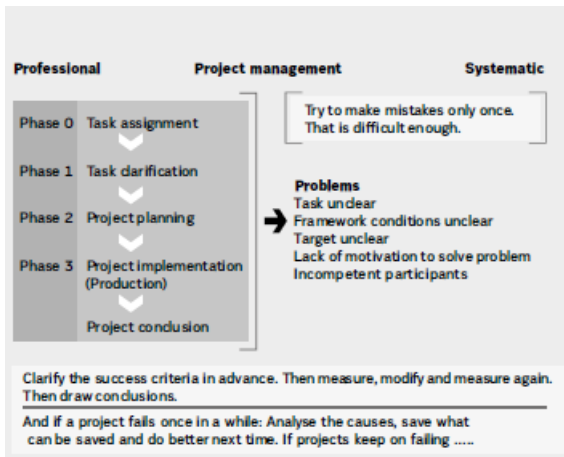 Professional Project management Systematic
Phase 0 Task assignment
Phase 1 Task clarification
Phase 2 Project planning
Phase 3 Project implementation
(Production)
Project conclusion
Try to make mistakes only once.
That is difficult enough.
Problems
Task unclear
Framework conditions unclear
Target unclear
Lack of motivation to solve problem
Incompetent participants
Clarify the success criteria in advance. Then measure, modify and measure again.
Then draw conclusions.
And if a project fails once in a while: Analyse the causes, save what
can be saved and do better next time. If projects keep on failing .....